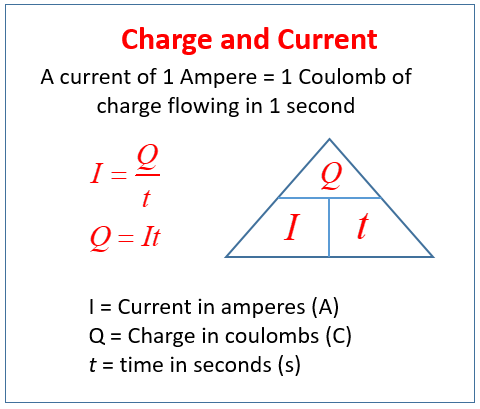 Charge and Current
A current of 1 Ampere = 1 Coulomb of
charge flowing in 1 second
I = Q/t
Q = It
Q
I t
I = Current in amperes (A)
Q = Charge in coulombs (C)
t = time in seconds (s)